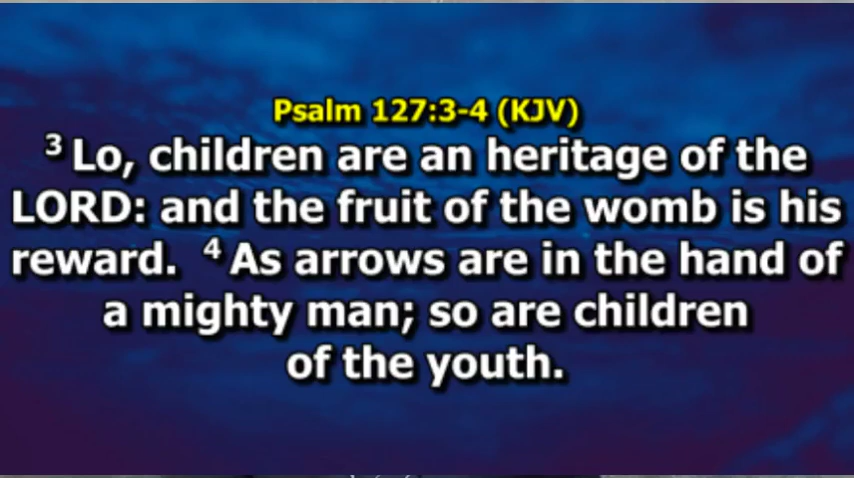 Psalm 127:3-4 (KJV)
3 Lo, children are an heritage of the
LORD: and the fruit of the womb is his
reward. 4 As arrows are in the hand of
a mighty man; so are children
of the youth.